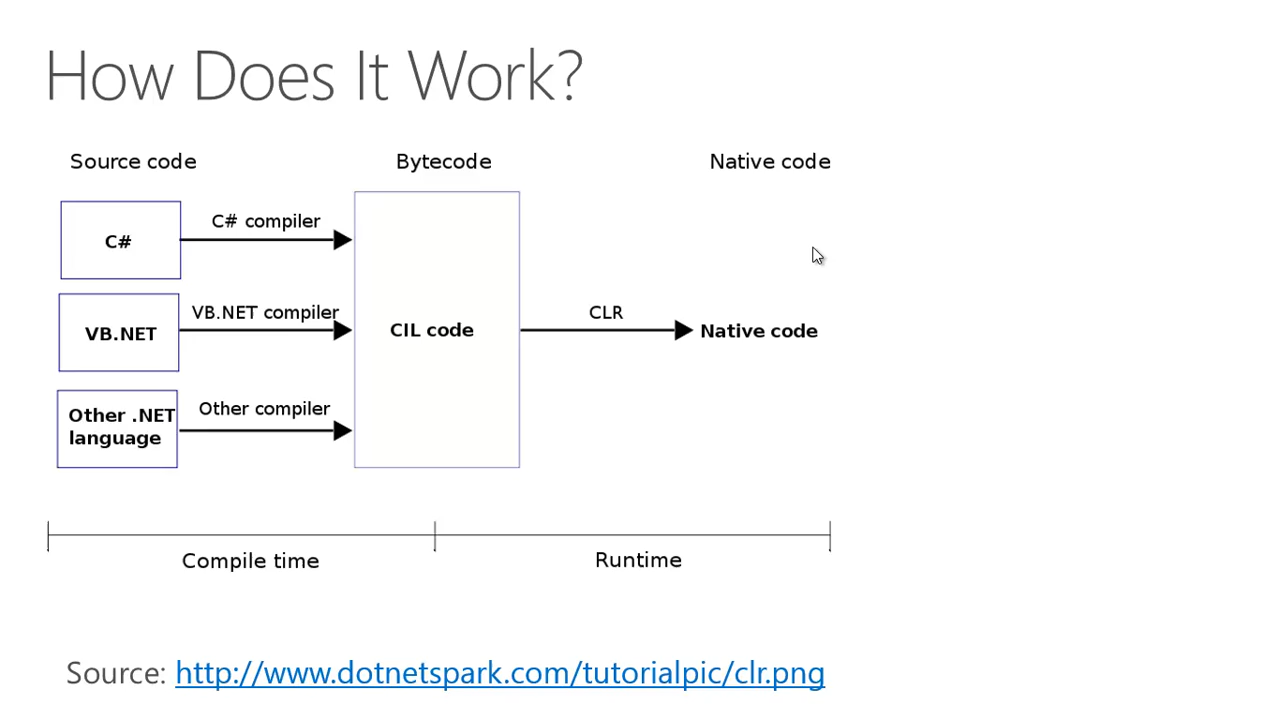 How Does It Work?
Source code
Bytecode
Native code
C#
C# compiler
VB.NET
VB.NET compiler
CIL code
CLR
Native code
Other .NET
language
Other compiler
Compile time
Runtime
Source: http://www.dotnetspark.com/tutorialpic/clr.png